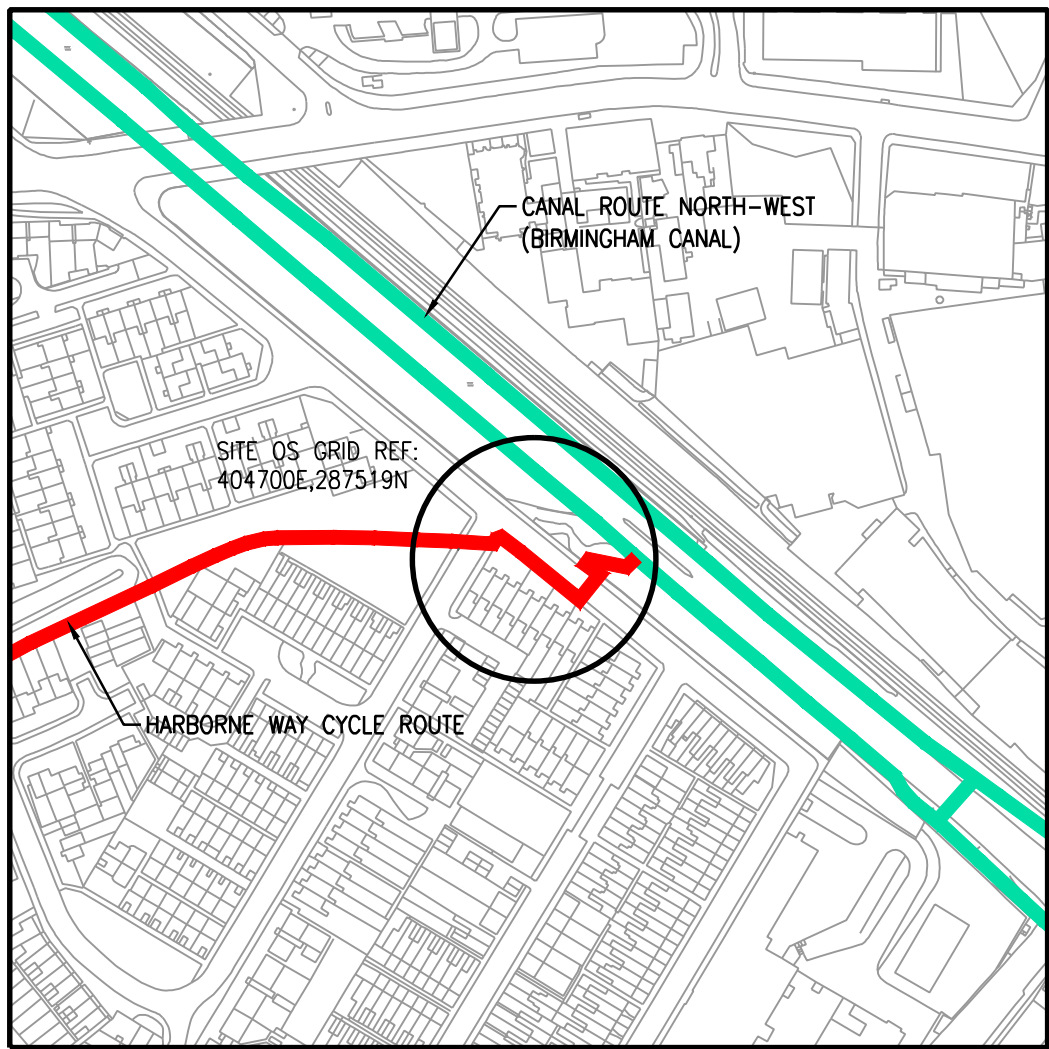 CANAL ROUTE NORTH-WEST
(BIRMINGHAM CANAL)
SITE OS GRID REF:
404700E,287519N
HARBORNE WAY CYCLE ROUTE